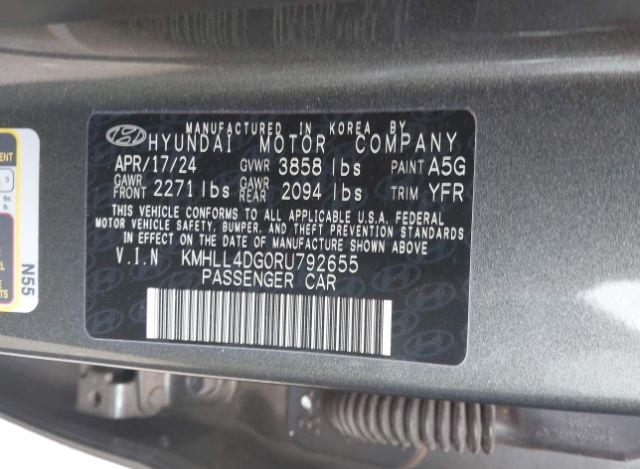 MANUFACTURED IN KOREA BY
HYUNDAI MOTOR COMPANY
APR/17/24 GVWR 3858 lbs PAINT A5G
GAWR FRONT 2271 lbs GAWR REAR 2094 lbs TRIM YFR
THIS VEHICLE CONFORMS TO ALL APPLICABLE U.S.A. FEDERAL
MOTOR VEHICLE SAFETY, BUMPER, AND THEFT PREVENTION STANDARDS
IN EFFECT ON THE DATE OF MANUFACTURE SHOWN ABOVE
V.I.N KMHLL4DG0RU792655
PASSENGER CAR
N55